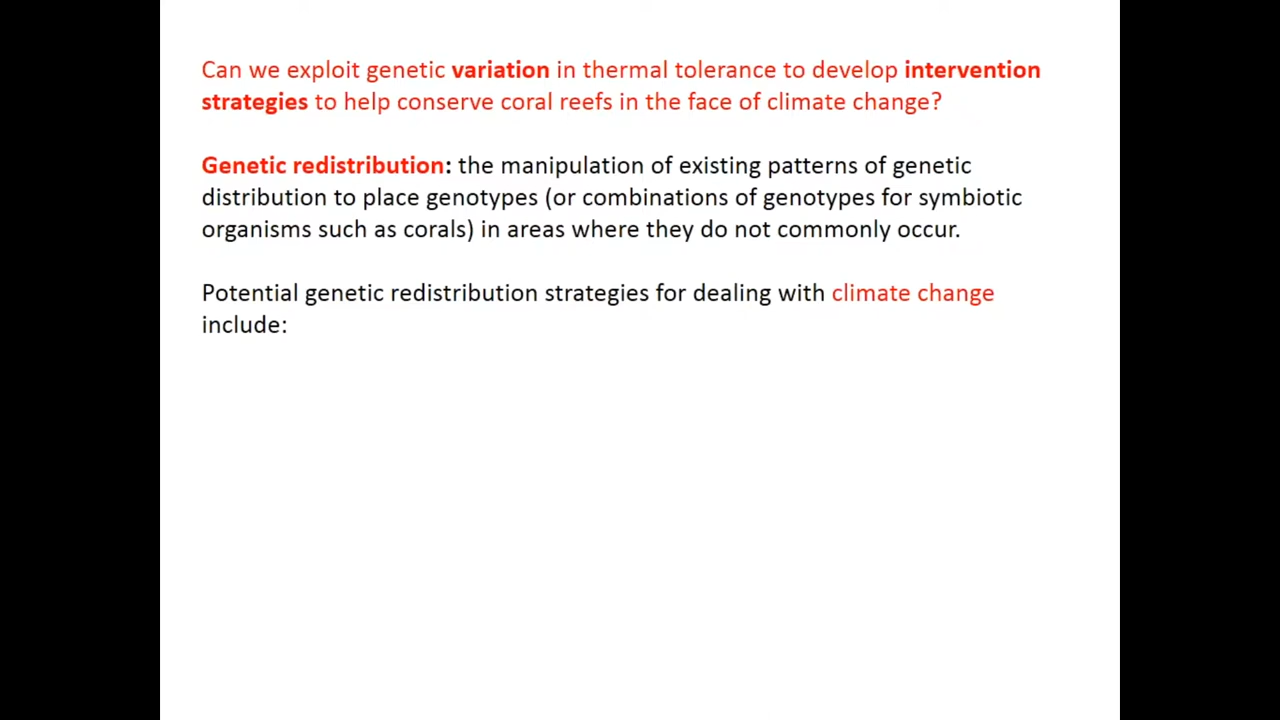 Can we exploit genetic variation in thermal tolerance to develop intervention
strategies to help conserve coral reefs in the face of climate change?
Genetic redistribution: the manipulation of existing patterns of genetic
distribution to place genotypes (or combinations of genotypes for symbiotic
organisms such as corals) in areas where they do not commonly occur.
Potential genetic redistribution strategies for dealing with climate change
include: